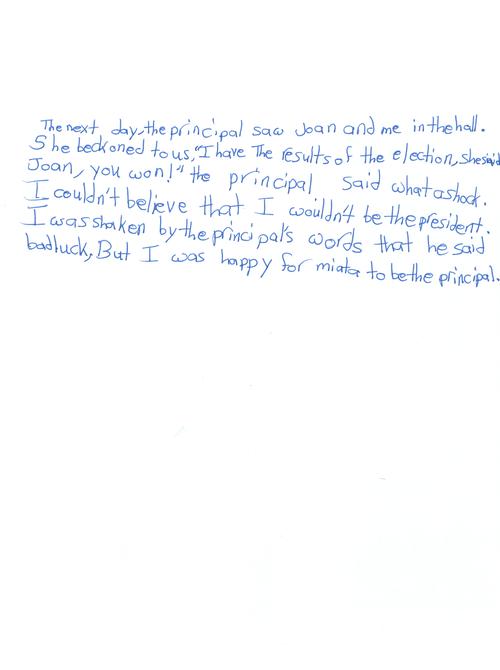 The next day, the principal saw Joan and me in the hall.
She beckoned to us, "I have The results of the election, she said
Joan, you won!" the principal said what a shock.
I couldn't believe that I wouldn't be the president.
I was shaken by the principal's words that he said
bad luck, But I was happy for miata to be the principal.